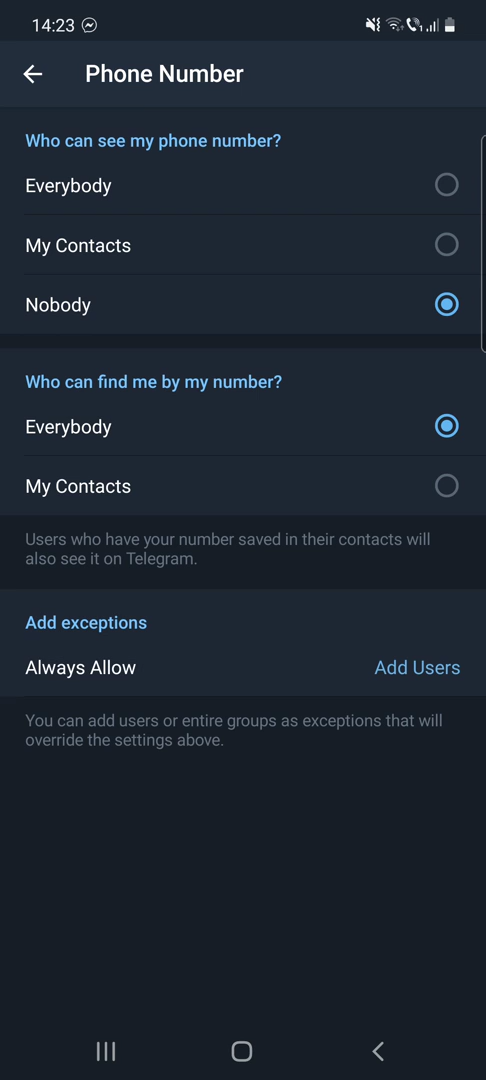 14:23
Phone Number
Who can see my phone number?
Everybody
My Contacts
Nobody
Who can find me by my number?
Everybody
My Contacts
Users who have your number saved in their contacts will
also see it on Telegram.
Add exceptions
Always Allow Add Users
You can add users or entire groups as exceptions that will
override the settings above.